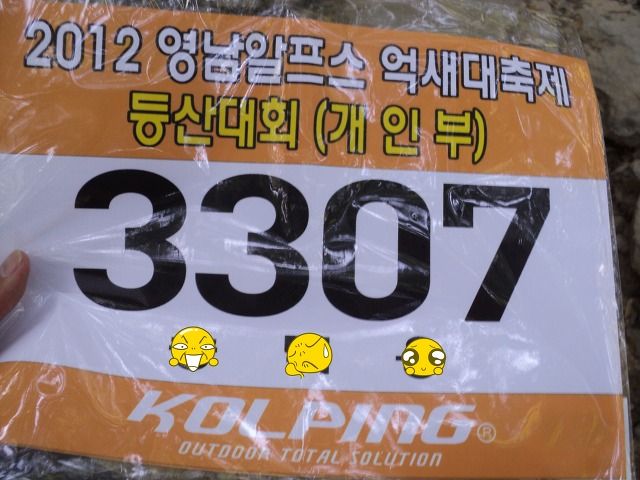 2012 영남알프스 억새대축제
등산대회 (개 인 부)
3307
KOLPING®
OUTDOOR TOTAL SOLUTION